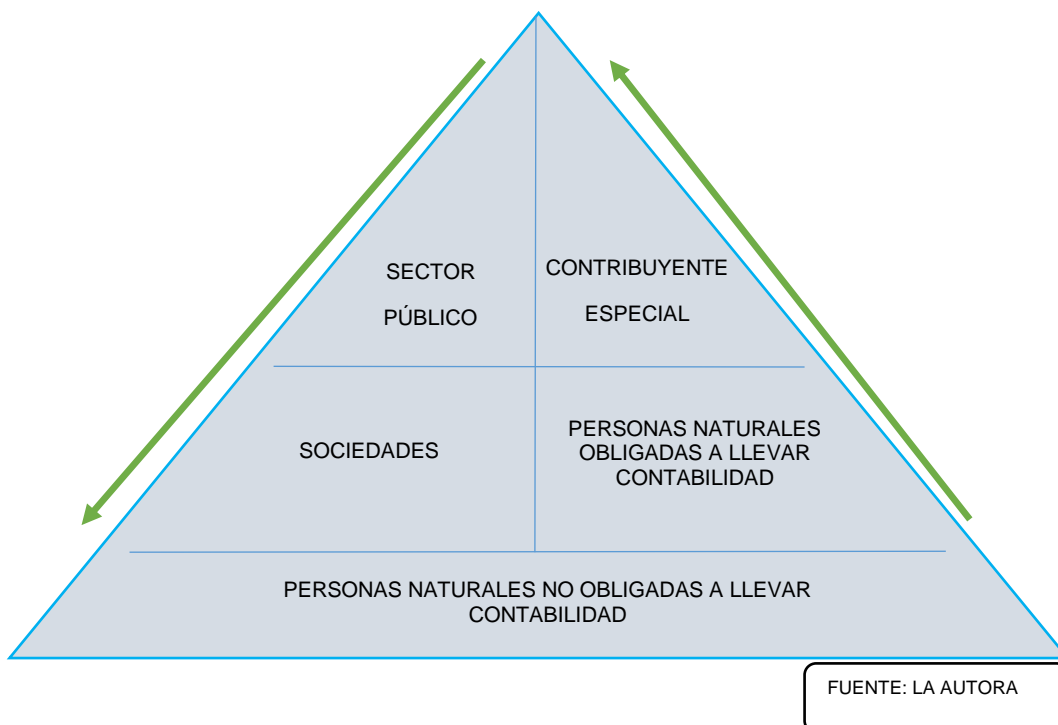 SECTOR
PÚBLICO
CONTRIBUYENTE
ESPECIAL
SOCIEDADES
PERSONAS NATURALES
OBLIGADAS A LLEVAR
CONTABILIDAD
PERSONAS NATURALES NO OBLIGADAS A LLEVAR
CONTABILIDAD
FUENTE: LA AUTORA